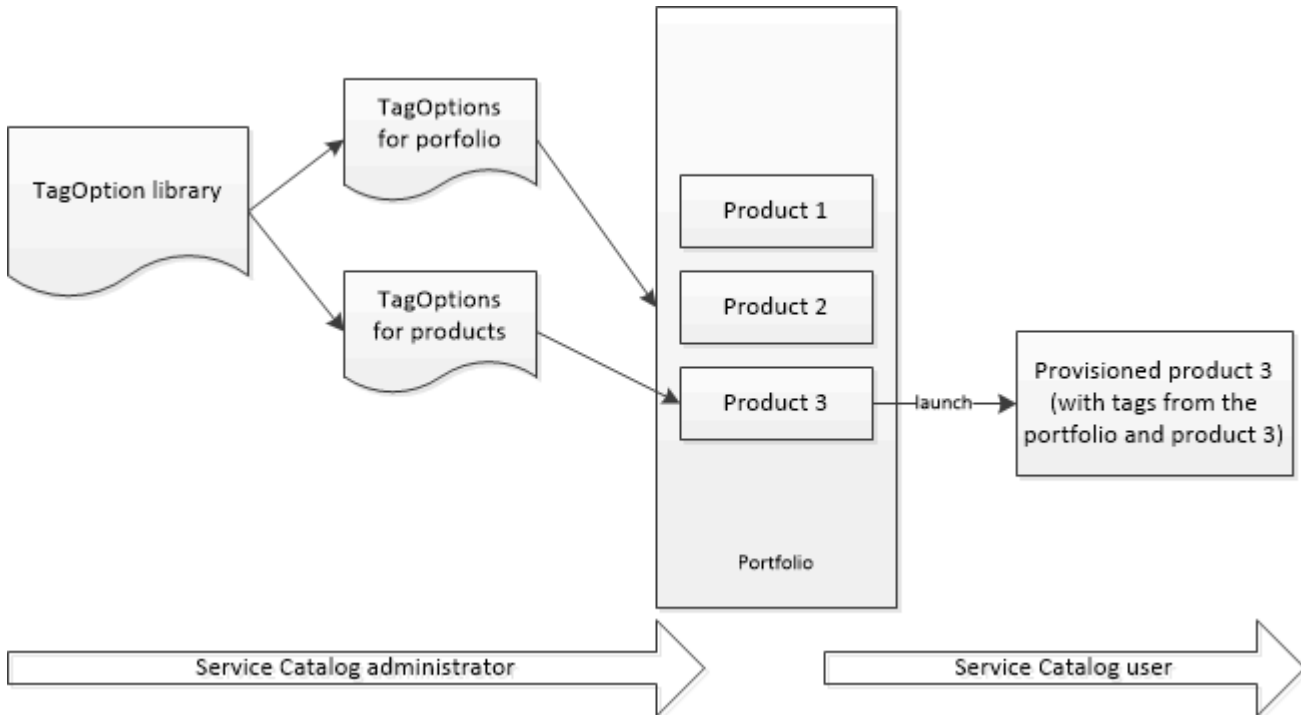 TagOption library
TagOptions
for porfolio
TagOptions
for products
Product 1
Product 2
Product 3
Portfolio
launch
Provisioned product 3
(with tags from the
portfolio and product 3)
Service Catalog administrator
Service Catalog user